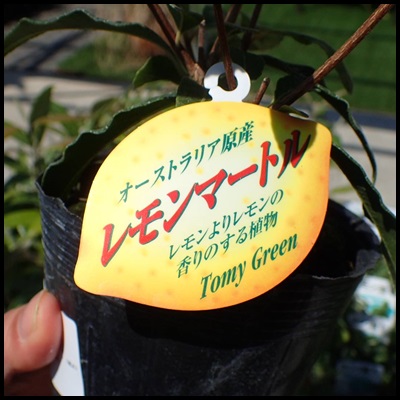 オーストラリア原産
レモンマートル
レモンよりレモンの
香りのする植物
Tomy Green